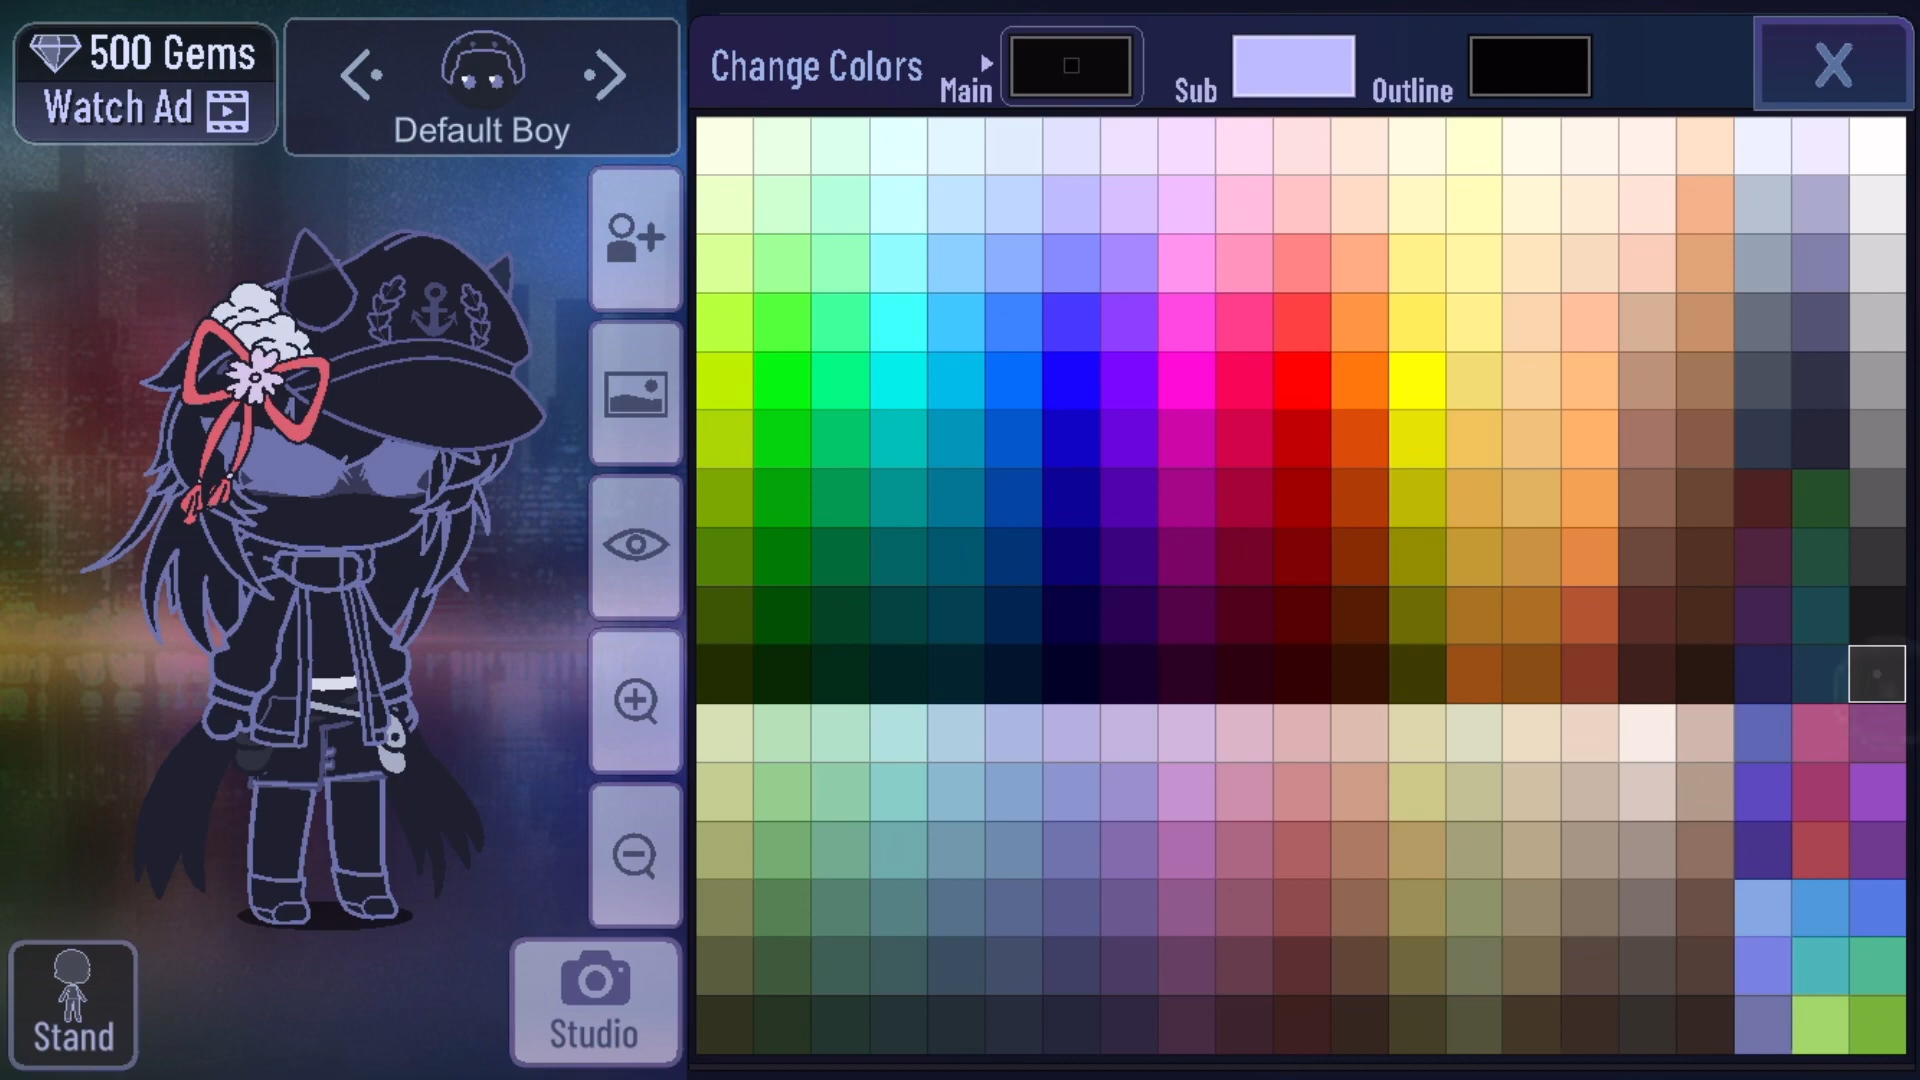 500 Gems
Watch Ad
Default Boy
Change Colors
Main
Sub
Outline
X
Stand
Studio